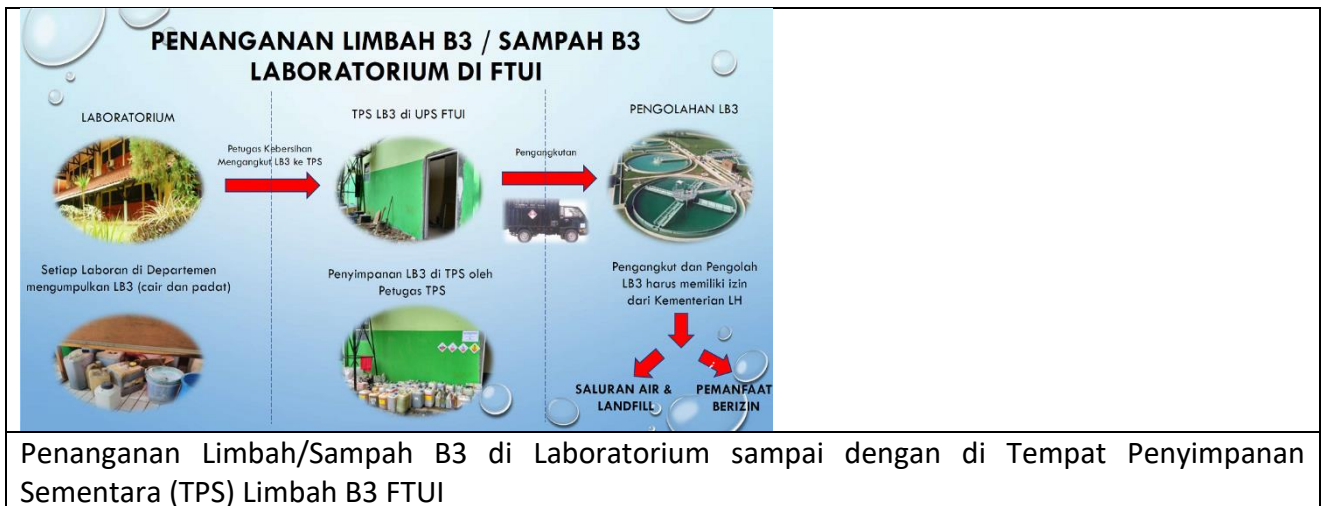 PENANGANAN LIMBAH B3 / SAMPAH B3
LABORATORIUM DI FTUI
LABORATORIUM
Petugas Kebersihan
Mengangkut LB3 ke TPS
Setiap Laboran di Departemen
mengumpulkan LB3 (cair dan padat)
TPS LB3 di UPS FTUI
Pengangkutan
Penyimpanan LB3 di TPS oleh
Petugas TPS
PENGOLAHAN LB3
Pengangkut dan Pengolah
LB3 harus memiliki izin
dari Kementerian LH
SALURAN AIR &
LANDFILL
PEMANFAAT
BERIZIN
Penanganan Limbah/Sampah B3 di Laboratorium sampai dengan di Tempat Penyimpanan
Sementara (TPS) Limbah B3 FTUI